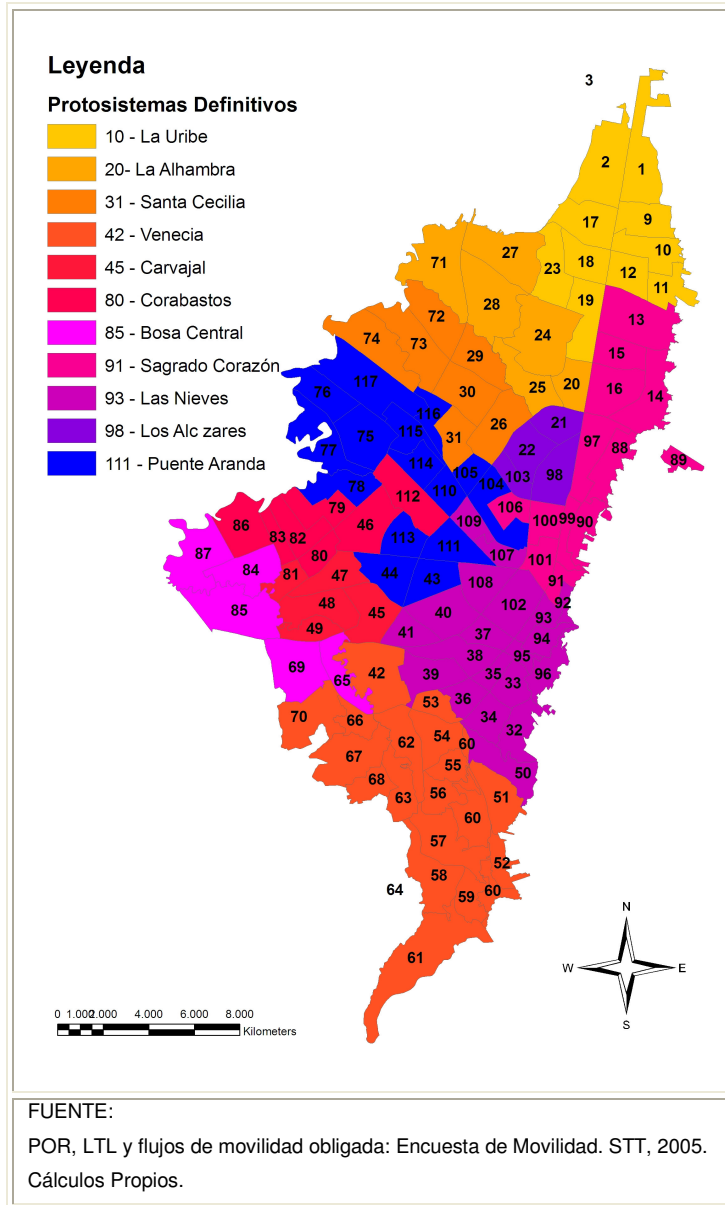 Leyenda
Protosistemas Definitivos
10 - La Uribe
20- La Alhambra
31 - Santa Cecilia
42 - Venecia
45 - Carvajal
80 - Corabastos
85 - Bosa Central
91 - Sagrado Corazón
93 - Las Nieves
98 - Los Alc zares
111 - Puente Aranda
3
2 1
17 9
10
71 27 23 18 12 11
28 19
72 13
74 73 24
29 15
117 25 20 16 14
76 30
116 26 21
75 115 31 22 97 88
77 114 105 103 98 89
78 110 104
86 79 112 106
83 82 46 109 100 99 90
87 80 113 111 107 101
84 81 47 44 43 108 91
85 48 45 40 102 92
49 41 37 93
38 94
69 65 42 39 35 95
33 96
70 66 53 36
62 54 60 34 32
67 55
68 63 56 51 50
60
57
58 52
64 59 60
61
N
W E
S
0 1.000 2.000 4.000 6.000 8.000
Kilometers
FUENTE:
POR, LTL y flujos de movilidad obligada: Encuesta de Movilidad. STT, 2005.
Cálculos Propios.